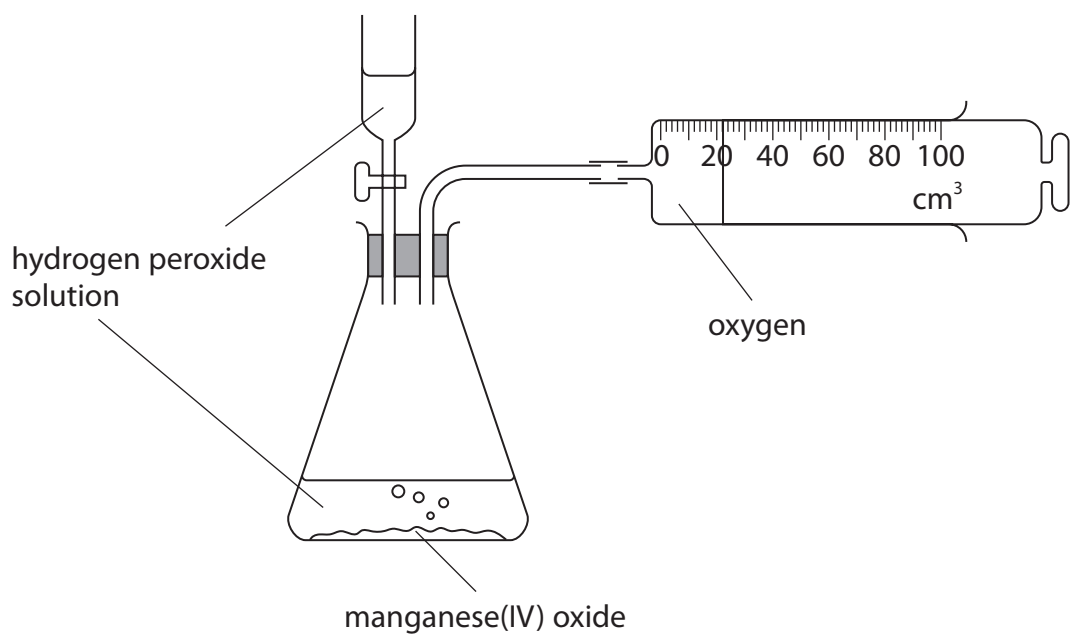 0 20 40 60 80 100
cm³
hydrogen peroxide
solution
oxygen
manganese(IV) oxide